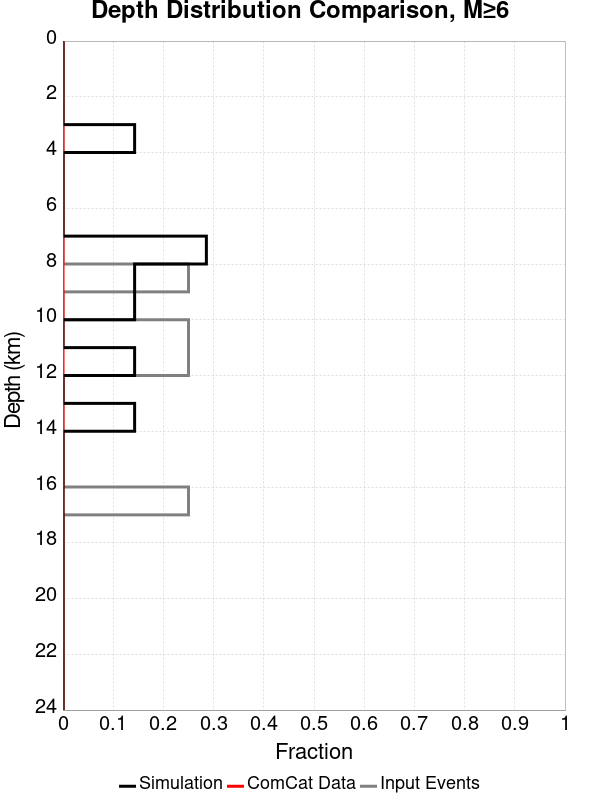 Depth Distribution Comparison, M≥6
0
2
4
6
8
10
12
14
16
18
20
22
24
Depth (km)
0 0.1 0.2 0.3 0.4 0.5 0.6 0.7 0.8 0.9 1
Fraction
Simulation ComCat Data Input Events